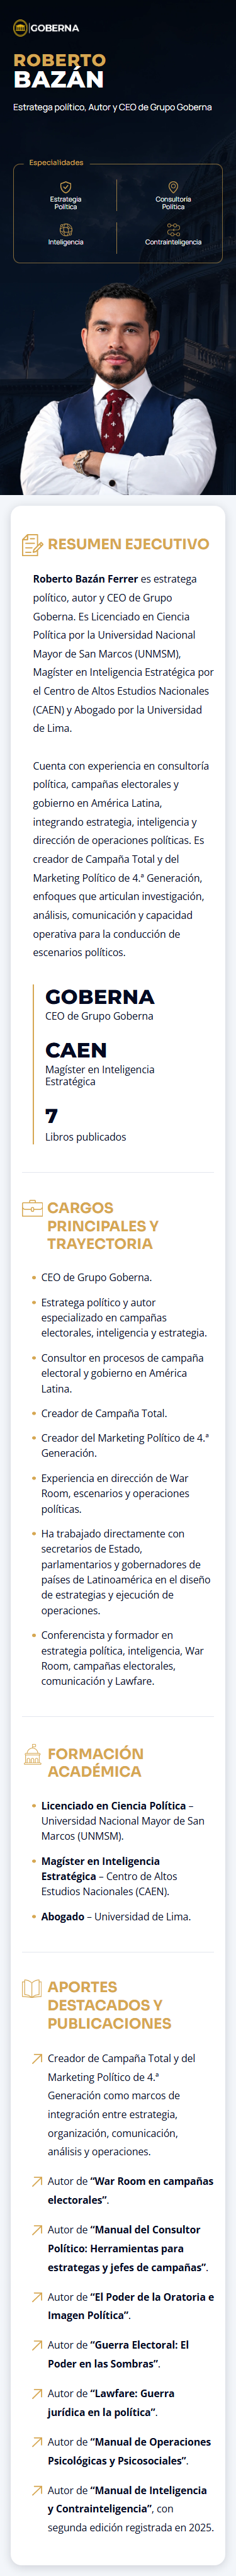 GOBERNA
ROBERTO
BAZÁN
Estratega político, Autor y CEO de Grupo Goberna
Especialidades
Estrategia
Política
Consultoría
Política
Inteligencia
Contrainteligencia
RESUMEN EJECUTIVO
Roberto Bazán Ferrer es estratega
político, autor y CEO de Grupo
Goberna. Es Licenciado en Ciencia
Política por la Universidad Nacional
Mayor de San Marcos (UNMSM),
Magíster en Inteligencia Estratégica por
el Centro de Altos Estudios Nacionales
(CAEN) y Abogado por la Universidad
de Lima.
Cuenta con experiencia en consultoría
política, campañas electorales y
gobierno en América Latina,
integrando estrategia, inteligencia y
dirección de operaciones políticas. Es
creador de Campaña Total y del
Marketing Político de 4.ª Generación,
enfoques que articulan investigación,
análisis, comunicación y capacidad
operativa para la conducción de
escenarios políticos.
GOBERNA
CEO de Grupo Goberna
CAEN
Magíster en Inteligencia
Estratégica
7
Libros publicados
CARGOS
PRINCIPALES Y
TRAYECTORIA
CEO de Grupo Goberna.
Estratega político y autor
especializado en campañas
electorales, inteligencia y estrategia.
Consultor en procesos de campaña
electoral y gobierno en América
Latina.
Creador de Campaña Total.
Creador del Marketing Político de 4.ª
Generación.
Experiencia en dirección de War
Room, escenarios y operaciones
políticas.
Ha trabajado directamente con
secretarios de Estado,
parlamentarios y gobernadores de
países de Latinoamérica en el diseño
de estrategias y ejecución de
operaciones.
Conferencista y formador en
estrategia política, inteligencia, War
Room, campañas electorales,
comunicación y Lawfare.
FORMACIÓN
ACADÉMICA
Licenciado en Ciencia Política –
Universidad Nacional Mayor de San
Marcos (UNMSM).
Magíster en Inteligencia
Estratégica – Centro de Altos
Estudios Nacionales (CAEN).
Abogado – Universidad de Lima.
APORTES
DESTACADOS Y
PUBLICACIONES
Creador de Campaña Total y del
Marketing Político de 4.ª
Generación como marcos de
integración entre estrategia,
organización, comunicación,
análisis y operaciones.
Autor de “War Room en campañas
electorales”.
Autor de “Manual del Consultor
Político: Herramientas para
estrategas y jefes de campañas”.
Autor de “El Poder de la Oratoria e
Imagen Política”.
Autor de “Guerra Electoral: El
Poder en las Sombras”.
Autor de “Lawfare: Guerra
jurídica en la política”.
Autor de “Manual de Operaciones
Psicológicas y Psicosociales”.
Autor de “Manual de Inteligencia
y Contrainteligencia”, con
segunda edición registrada en 2025.